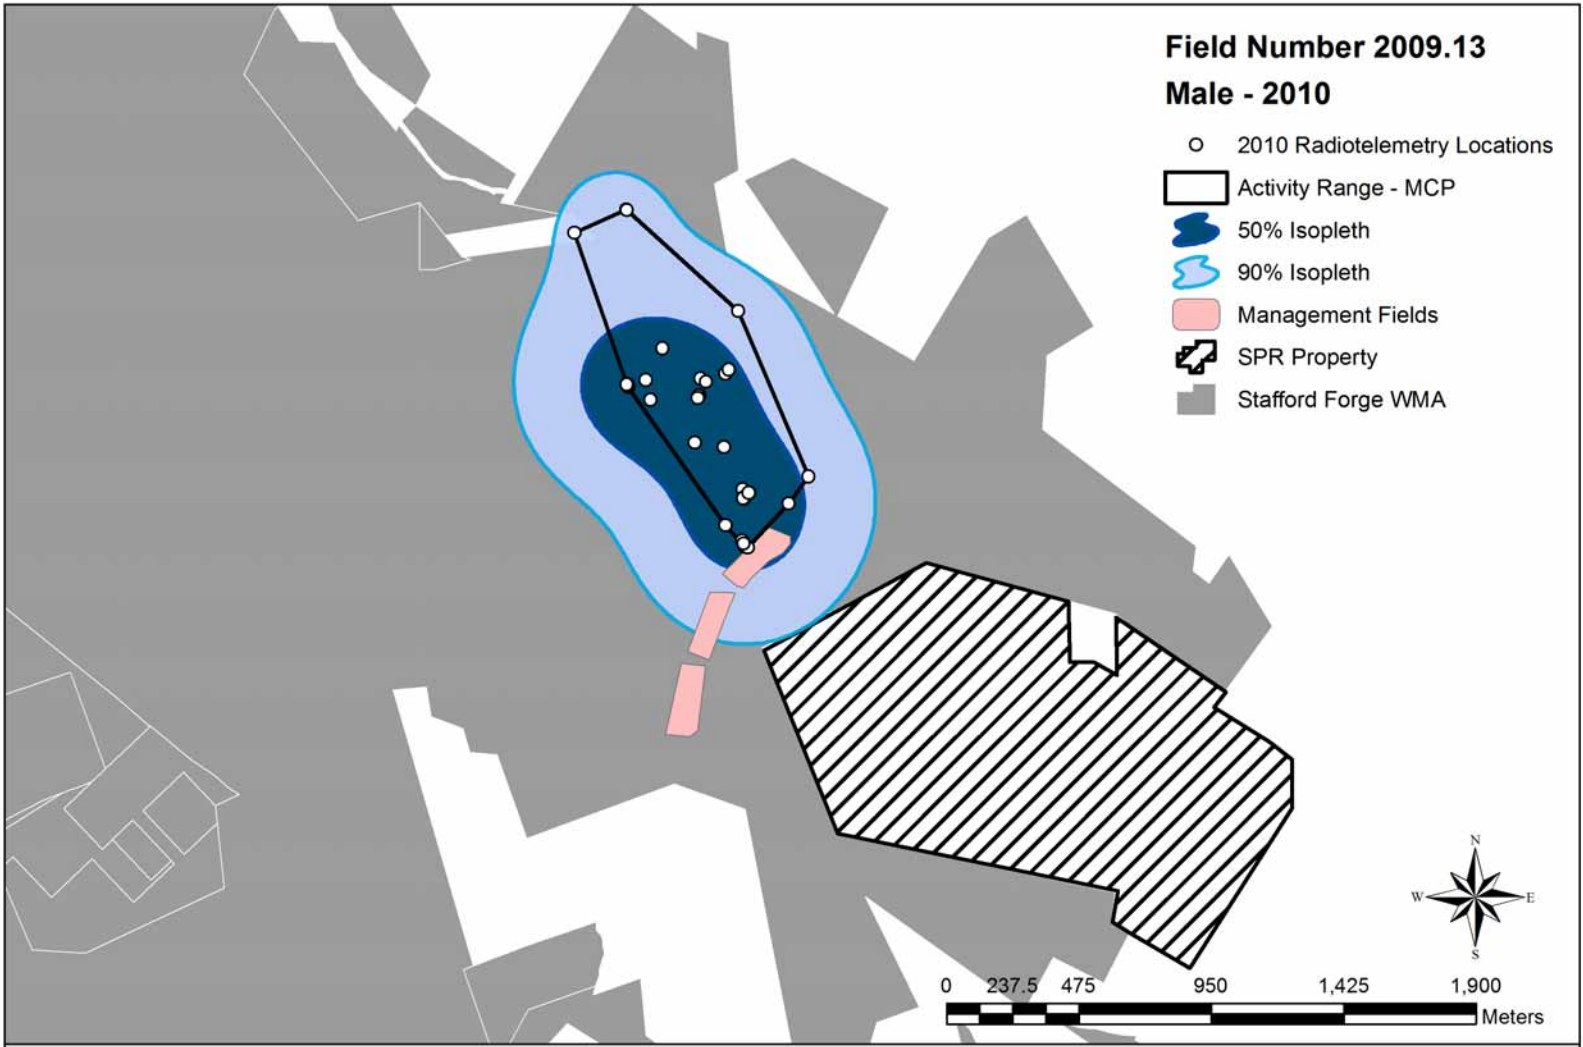 Field Number 2009.13
Male - 2010
2010 Radiotelemetry Locations
Activity Range - MCP
50% Isopleth
90% Isopleth
Management Fields
SPR Property
Stafford Forge WMA
N
W E
S
0 237.5 475 950 1,425 1,900
Meters